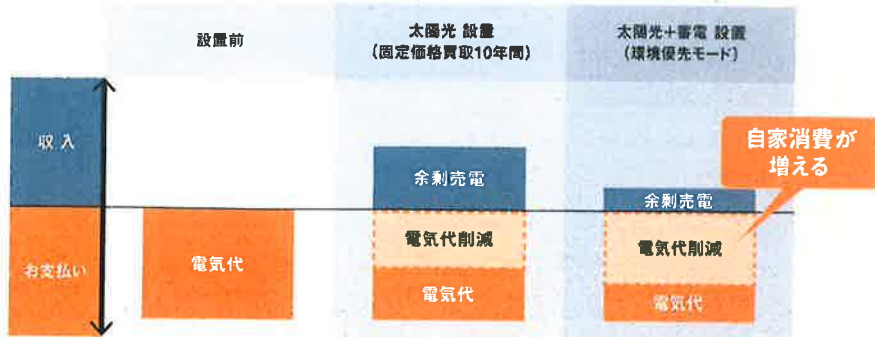 設置前
太陽光 設置
(固定価格買取10年間)
太陽光+蓄電 設置
(環境優先モード)
収入
お支払い
電気代
余剰売電
電気代削減
電気代
自家消費が
増える
余剰売電
電気代削減
電気代